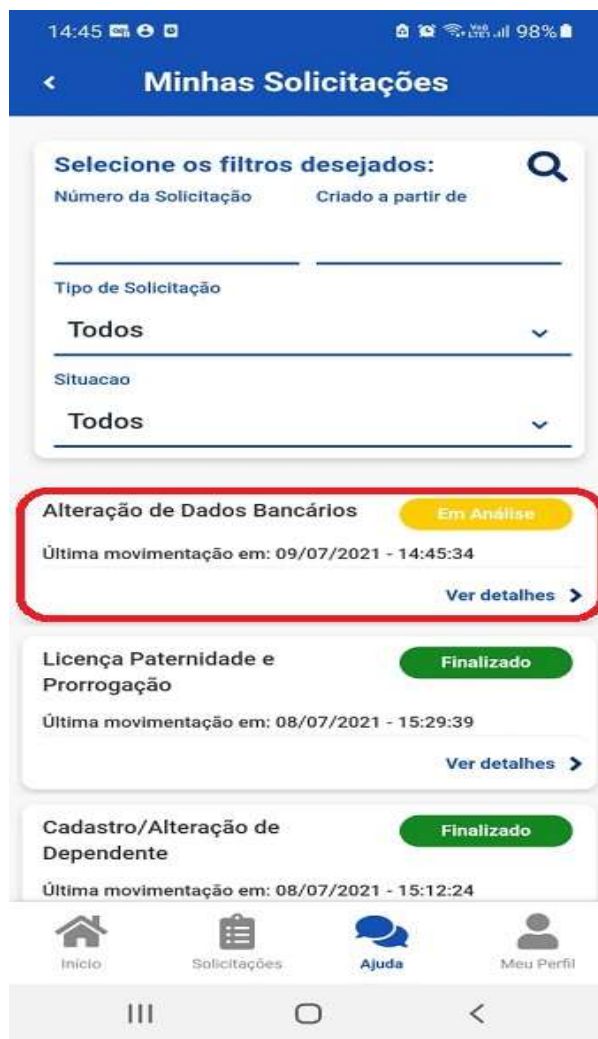 14:45 98%
Minhas Solicitações
Selecione os filtros desejados:
Número da Solicitação Criado a partir de
Tipo de Solicitação
Todos
Situacao
Todos
Alteração de Dados Bancários Em Análise
Última movimentação em: 09/07/2021 - 14:45:34
Ver detalhes
Licença Paternidade e Finalizado
Prorrogação
Última movimentação em: 08/07/2021 - 15:29:39
Ver detalhes
Cadastro/Alteração de Finalizado
Dependente
Última movimentação em: 08/07/2021 - 15:12:24
Início Solicitações Ajuda Meu Perfil